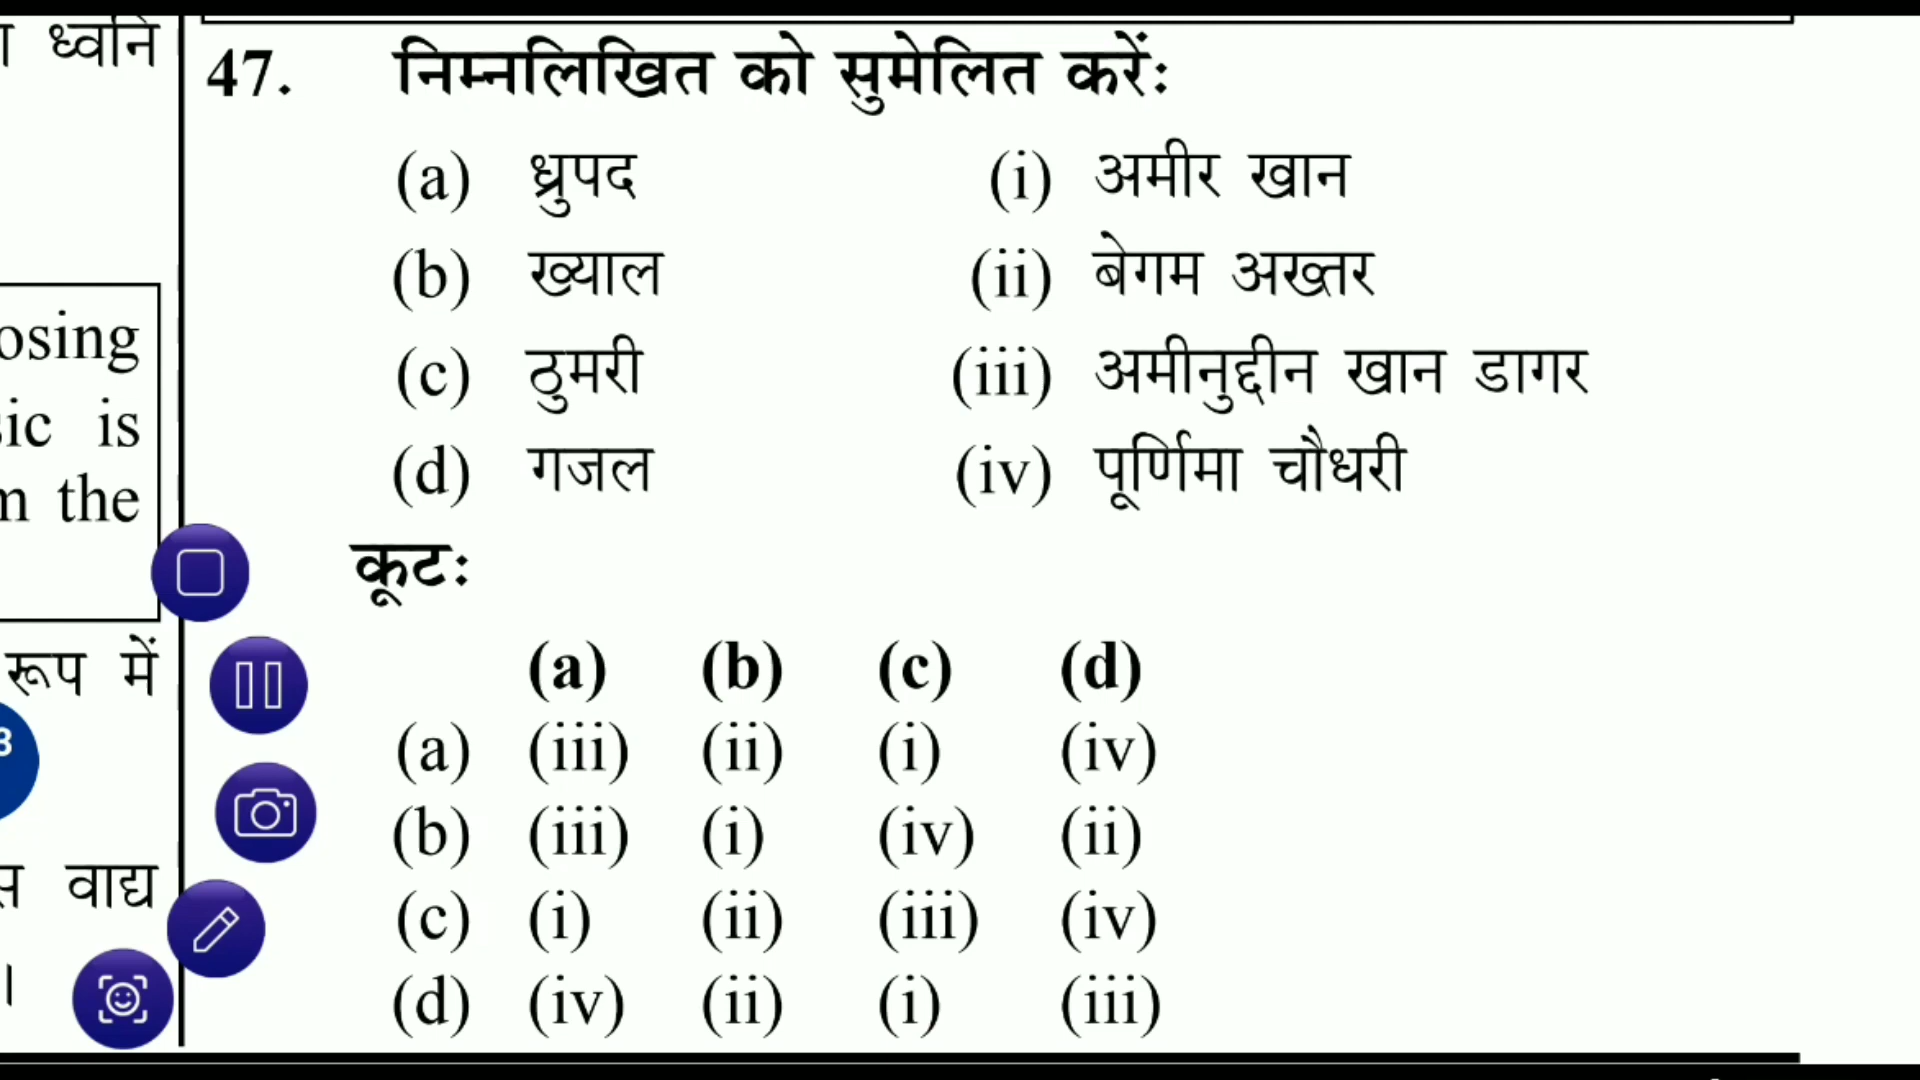 ध्वनि
osing
ic is
the
रूप में
3
वाद्य
।
47. निम्नलिखित को सुमेलित करेंः
(a) ध्रुपद (i) अमीर खान
(b) ख्याल (ii) बेगम अख्तर
(c) ठुमरी (iii) अमीनुद्दीन खान डागर
(d) गजल (iv) पूर्णिमा चौधरी
कूटः
(a) (b) (c) (d)
(a) (iii) (ii) (i) (iv)
(b) (iii) (i) (iv) (ii)
(c) (i) (ii) (iii) (iv)
(d) (iv) (ii) (i) (iii)